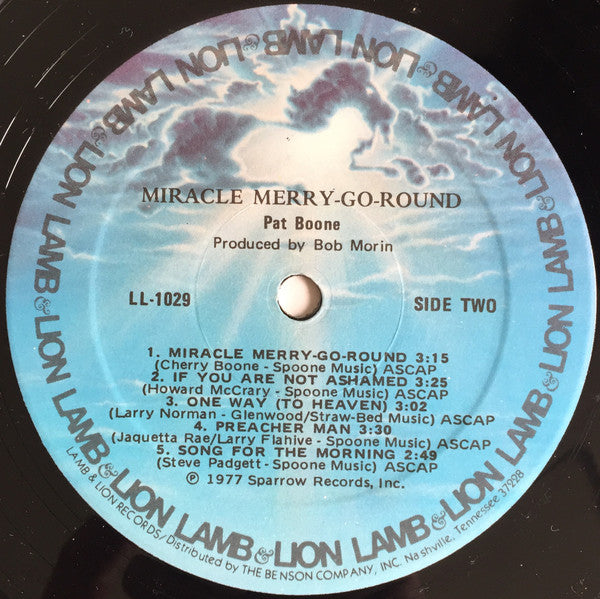 LION LAMB & LION LAMB & LION LAMB & LION LAMB & LION LAMB & LION LAMB & LION LAMB & LION LAMB &
MIRACLE MERRY-GO-ROUND
Pat Boone
Produced by Bob Morin
LL-1029
SIDE TWO
1. MIRACLE MERRY-GO-ROUND 3:15
(Cherry Boone - Spoone Music) ASCAP
2. IF YOU ARE NOT ASHAMED 3:25
(Howard McCrary - Spoone Music) ASCAP
3. ONE WAY (TO HEAVEN) 3:02
(Larry Norman - Glenwood/Straw-Bed Music) ASCAP
4. PREACHER MAN 3:30
(Jaquetta Rae/Larry Flahive - Spoone Music) ASCAP
5. SONG FOR THE MORNING 2:49
(Steve Padgett - Spoone Music) ASCAP
℗ 1977 Sparrow Records, Inc.
LAMB & LION RECORDS/Distributed by THE BENSON COMPANY, INC. Nashville, Tennessee 37228